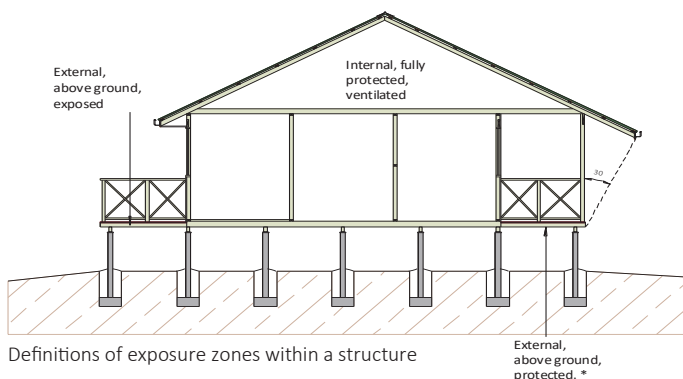 External,
above ground,
exposed
Internal, fully
protected,
ventilated
30
Definitions of exposure zones within a structure
External,
above ground,
protected. *